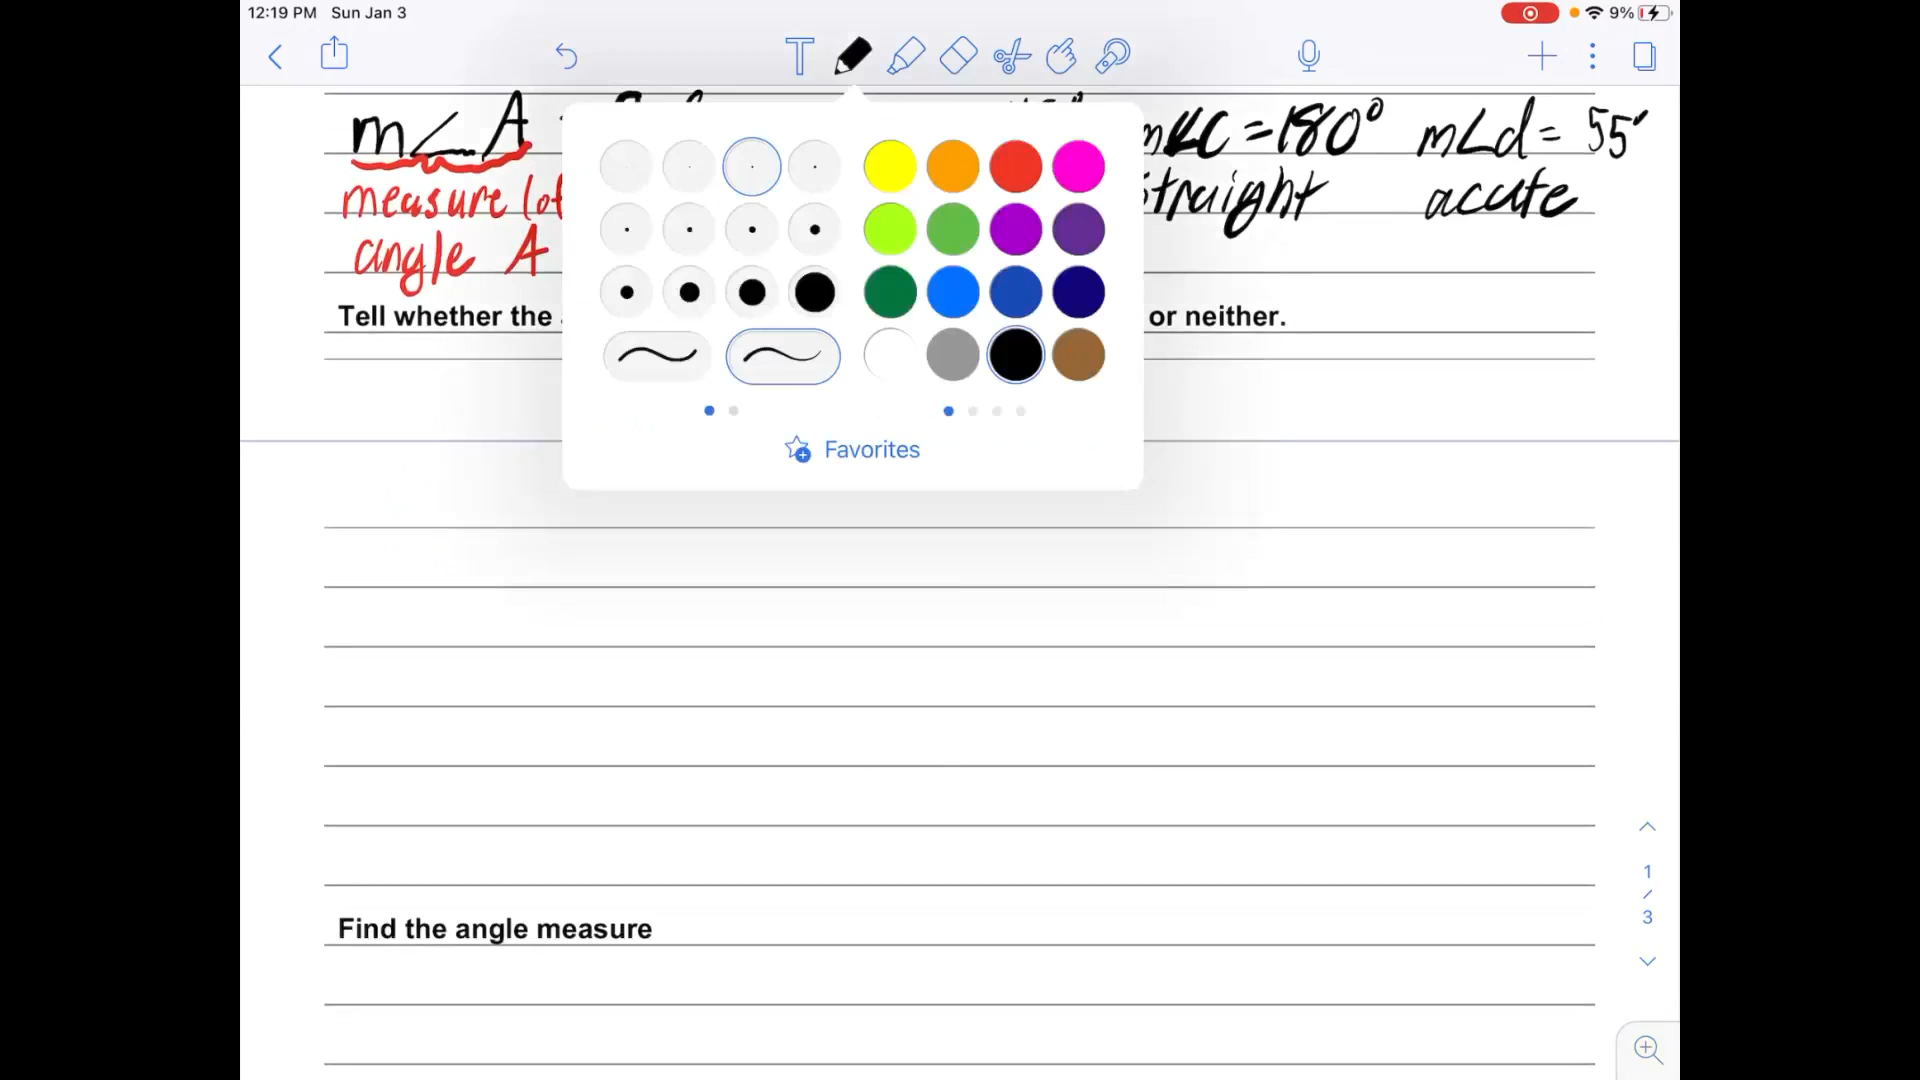 12:19 PM Sun Jan 3
9%
T
m∠A
m∠C = 180° m∠d = 55°
straight acute
measure (of
angle A
Tell whether the
or neither.
Favorites
1
/
3
Find the angle measure